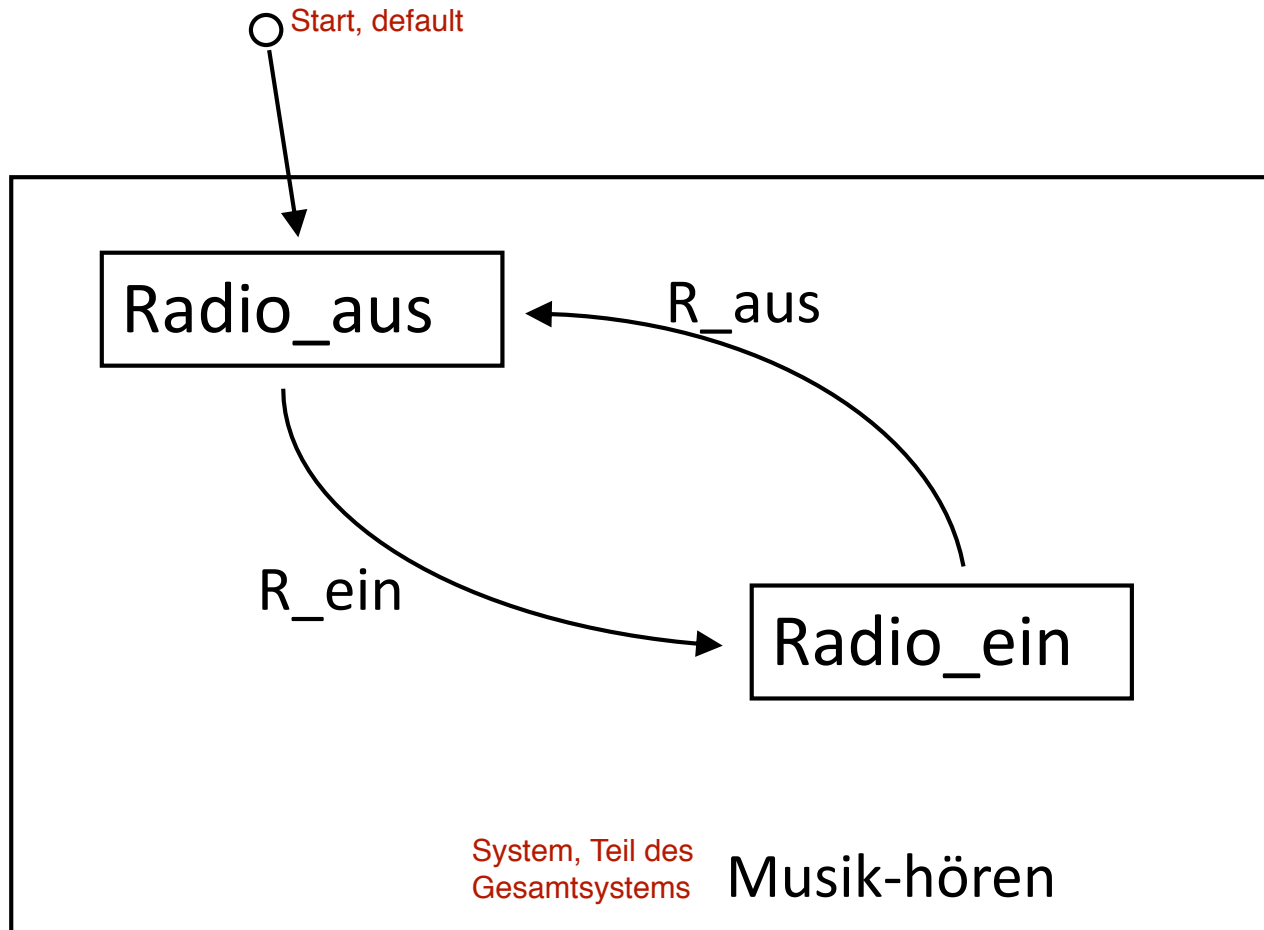 Start, default
Radio_aus
R_aus
R_ein
Radio_ein
System, Teil des
Gesamtsystems
Musik-hören